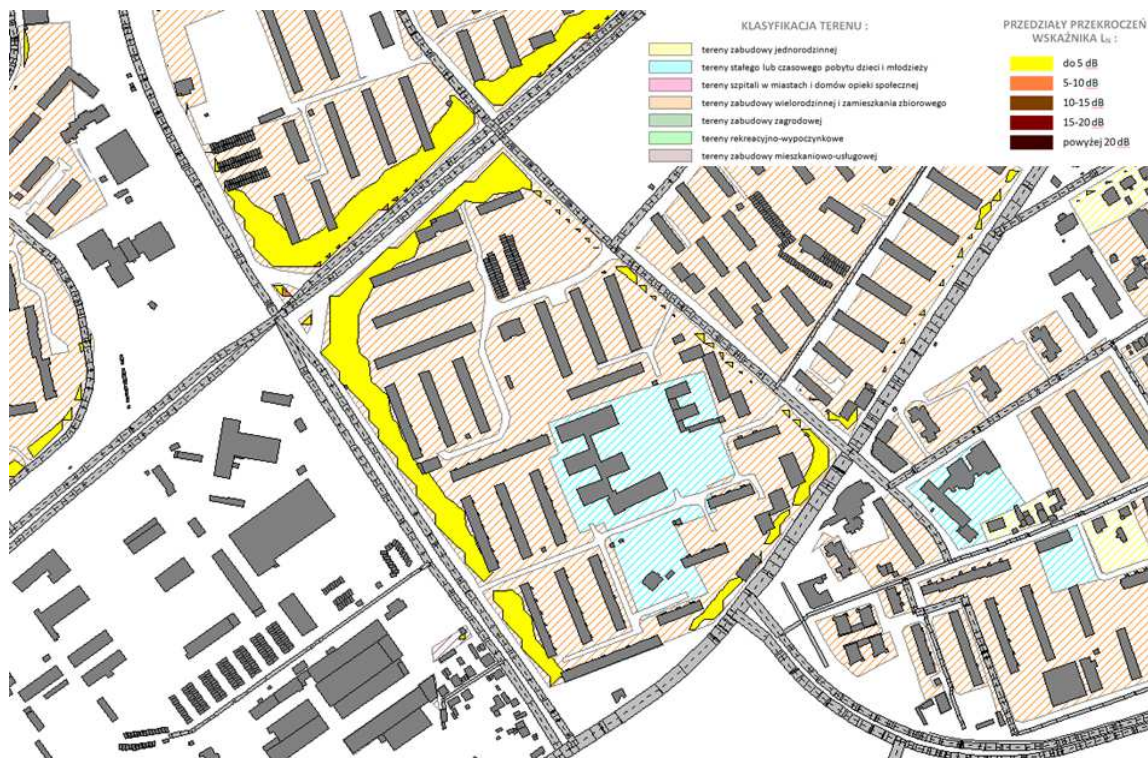 KLASYFIKACJA TERENU :
tereny zabudowy jednorodzinnej
tereny stałego lub czasowego pobytu dzieci i młodzieży
tereny szpitali w miastach i domów opieki społecznej
tereny zabudowy wielorodzinnej i zamieszkania zbiorowego
tereny zabudowy zagrodowej
tereny rekreacyjno-wypoczynkowe
tereny zabudowy mieszkaniowo-usługowej
PRZEDZIAŁY PRZEKROCZEŃ
WSKAŹNIKA LN :
do 5 dB
5-10 dB
10-15 dB
15-20 dB
powyżej 20 dB